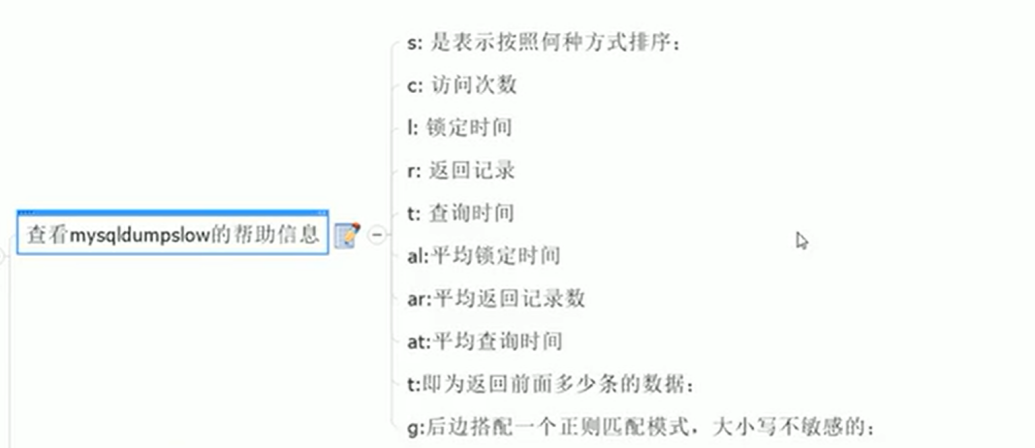 s: 是表示按照何种方式排序;
c: 访问次数
l: 锁定时间
r: 返回记录
t: 查询时间
查看mysqldumpslow的帮助信息
al:平均锁定时间
ar:平均返回记录数
at:平均查询时间
t:即为返回前面多少条的数据;
g:后边搭配一个正则匹配模式，大小写不敏感的;